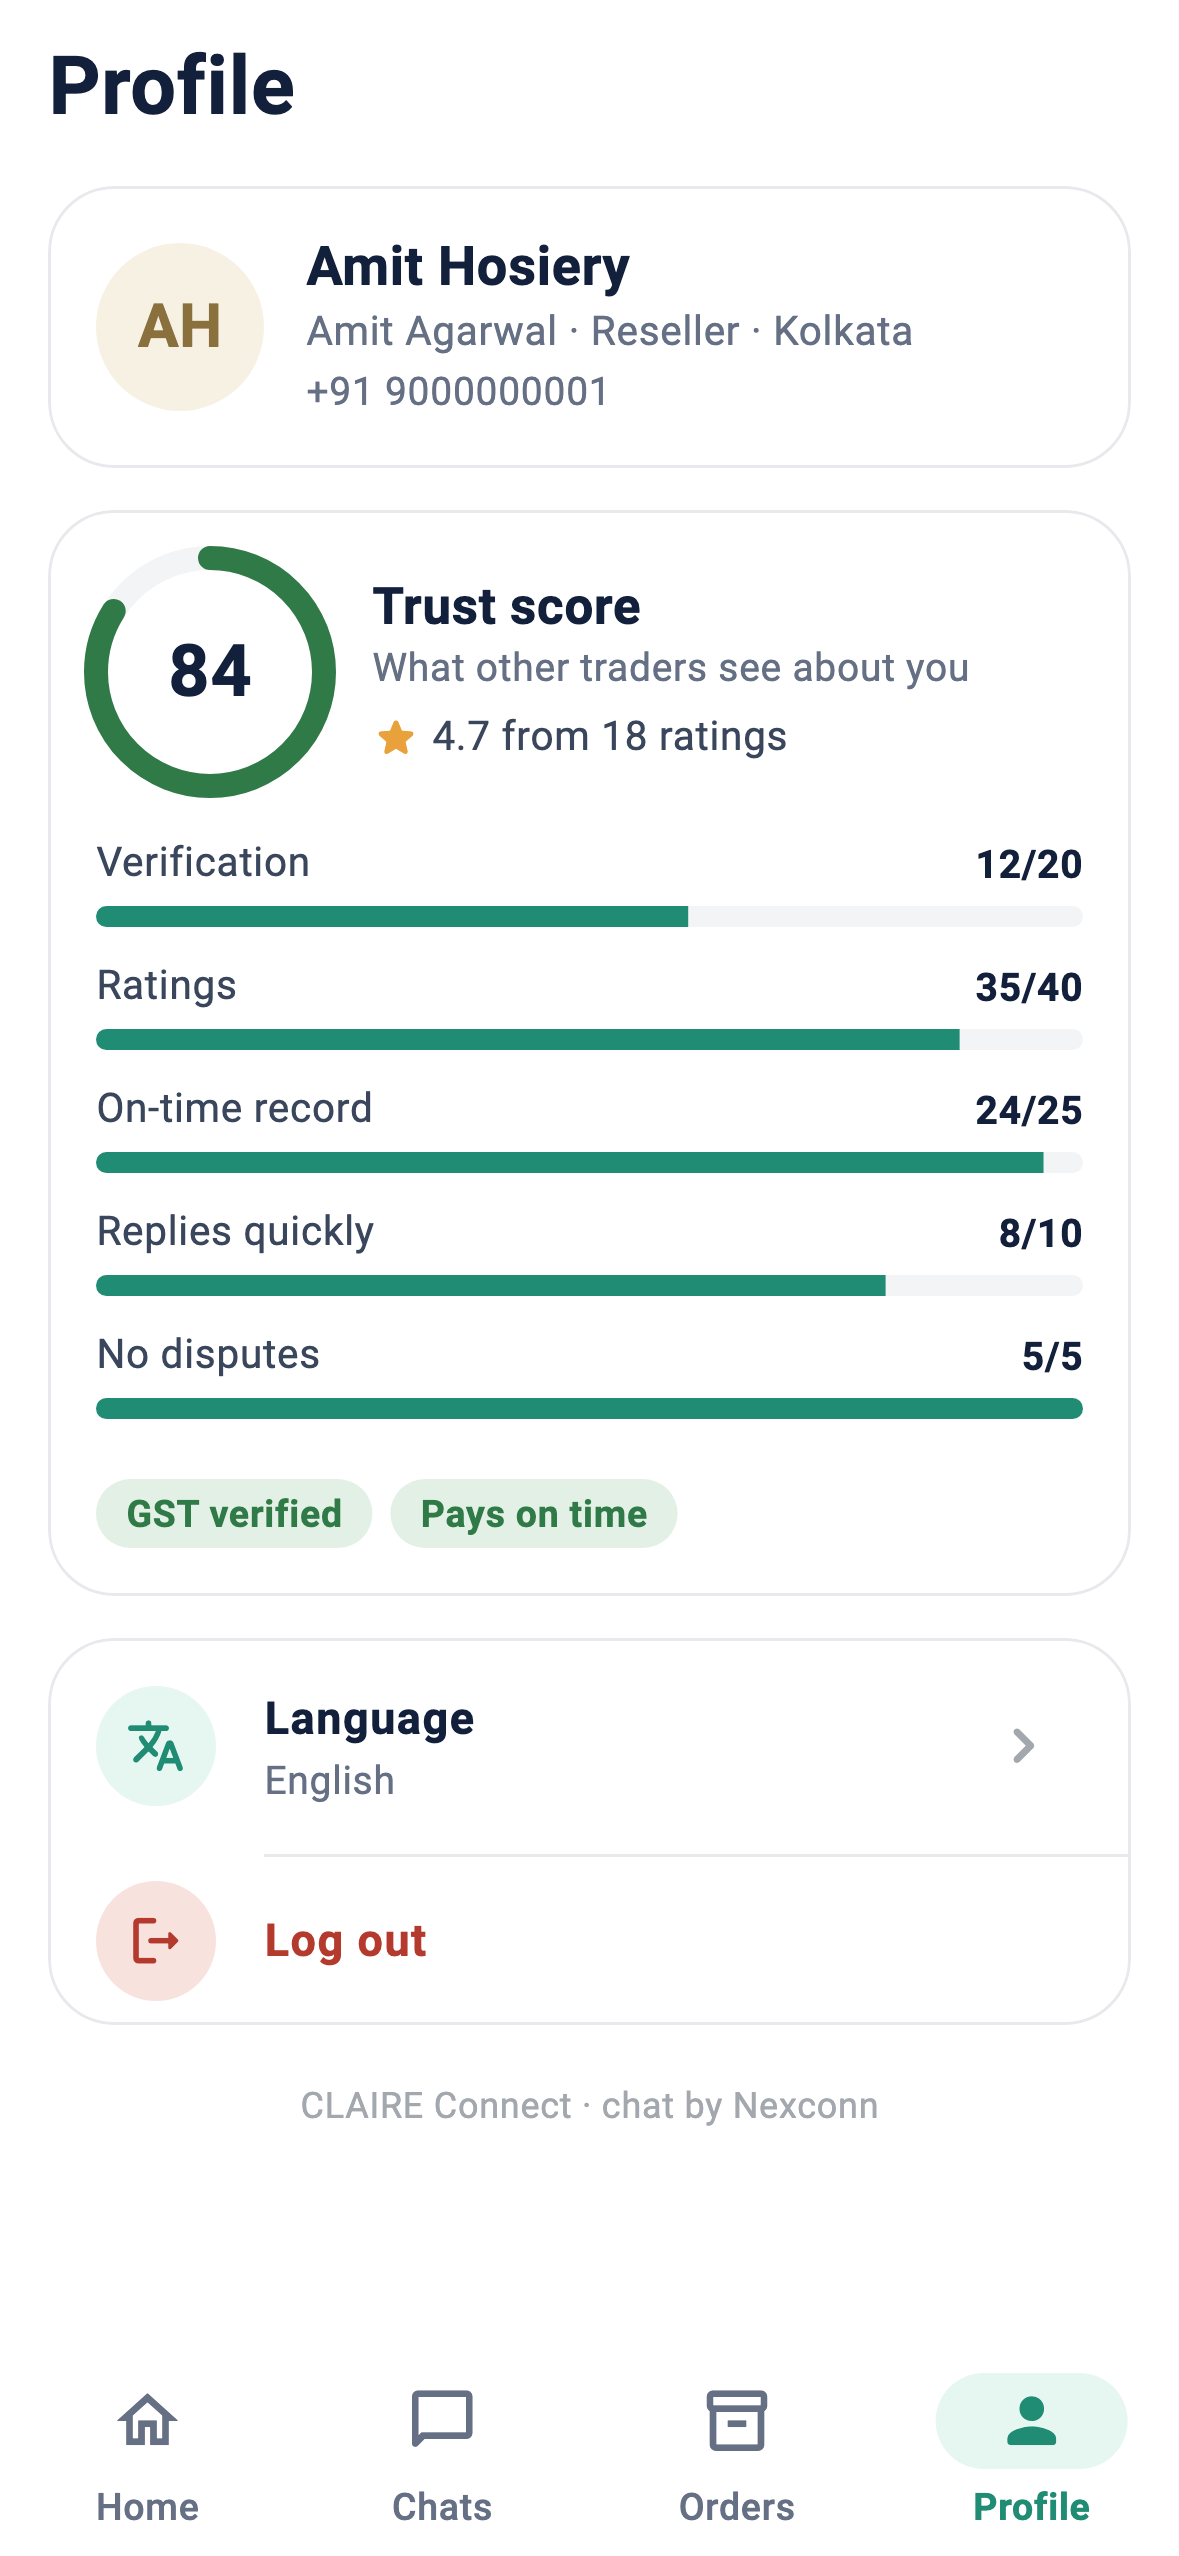 Profile
AH
Amit Hosiery
Amit Agarwal · Reseller · Kolkata
+91 9000000001
84
Trust score
What other traders see about you
4.7 from 18 ratings
Verification 12/20
Ratings 35/40
On-time record 24/25
Replies quickly 8/10
No disputes 5/5
GST verified Pays on time
Language
English
Log out
CLAIRE Connect · chat by Nexconn
Home Chats Orders Profile